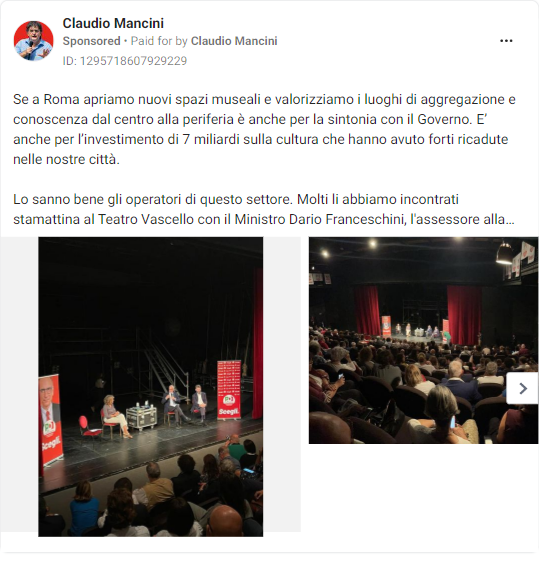 Claudio Mancini
Sponsored • Paid for by Claudio Mancini
ID: 1295718607929229
Se a Roma apriamo nuovi spazi museali e valorizziamo i luoghi di aggregazione e
conoscenza dal centro alla periferia è anche per la sintonia con il Governo. E’
anche per l’investimento di 7 miliardi sulla cultura che hanno avuto forti ricadute
nelle nostre città.
Lo sanno bene gli operatori di questo settore. Molti li abbiamo incontrati
stamattina al Teatro Vascello con il Ministro Dario Franceschini, l'assessore alla...
Scegli.
Scegli.